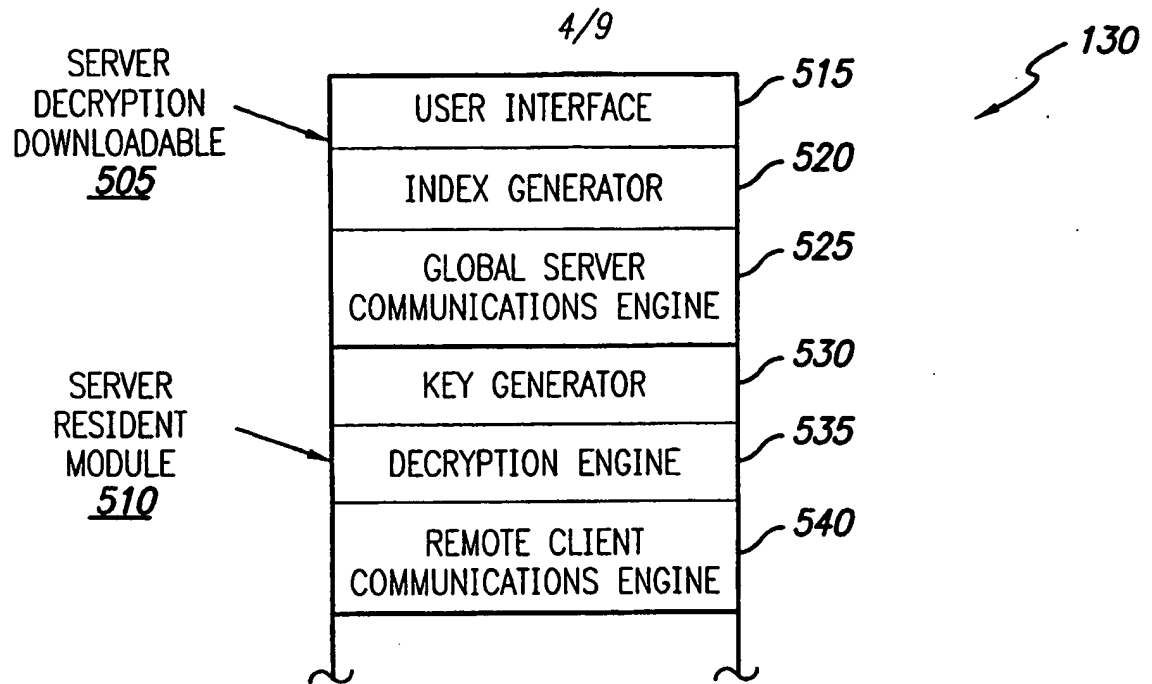 4/9
130
SERVER
DECRYPTION
DOWNLOADABLE
505
USER INTERFACE
515
INDEX GENERATOR
520
GLOBAL SERVER
COMMUNICATIONS ENGINE
525
SERVER
RESIDENT
MODULE
510
KEY GENERATOR
530
DECRYPTION ENGINE
535
REMOTE CLIENT
COMMUNICATIONS ENGINE
540